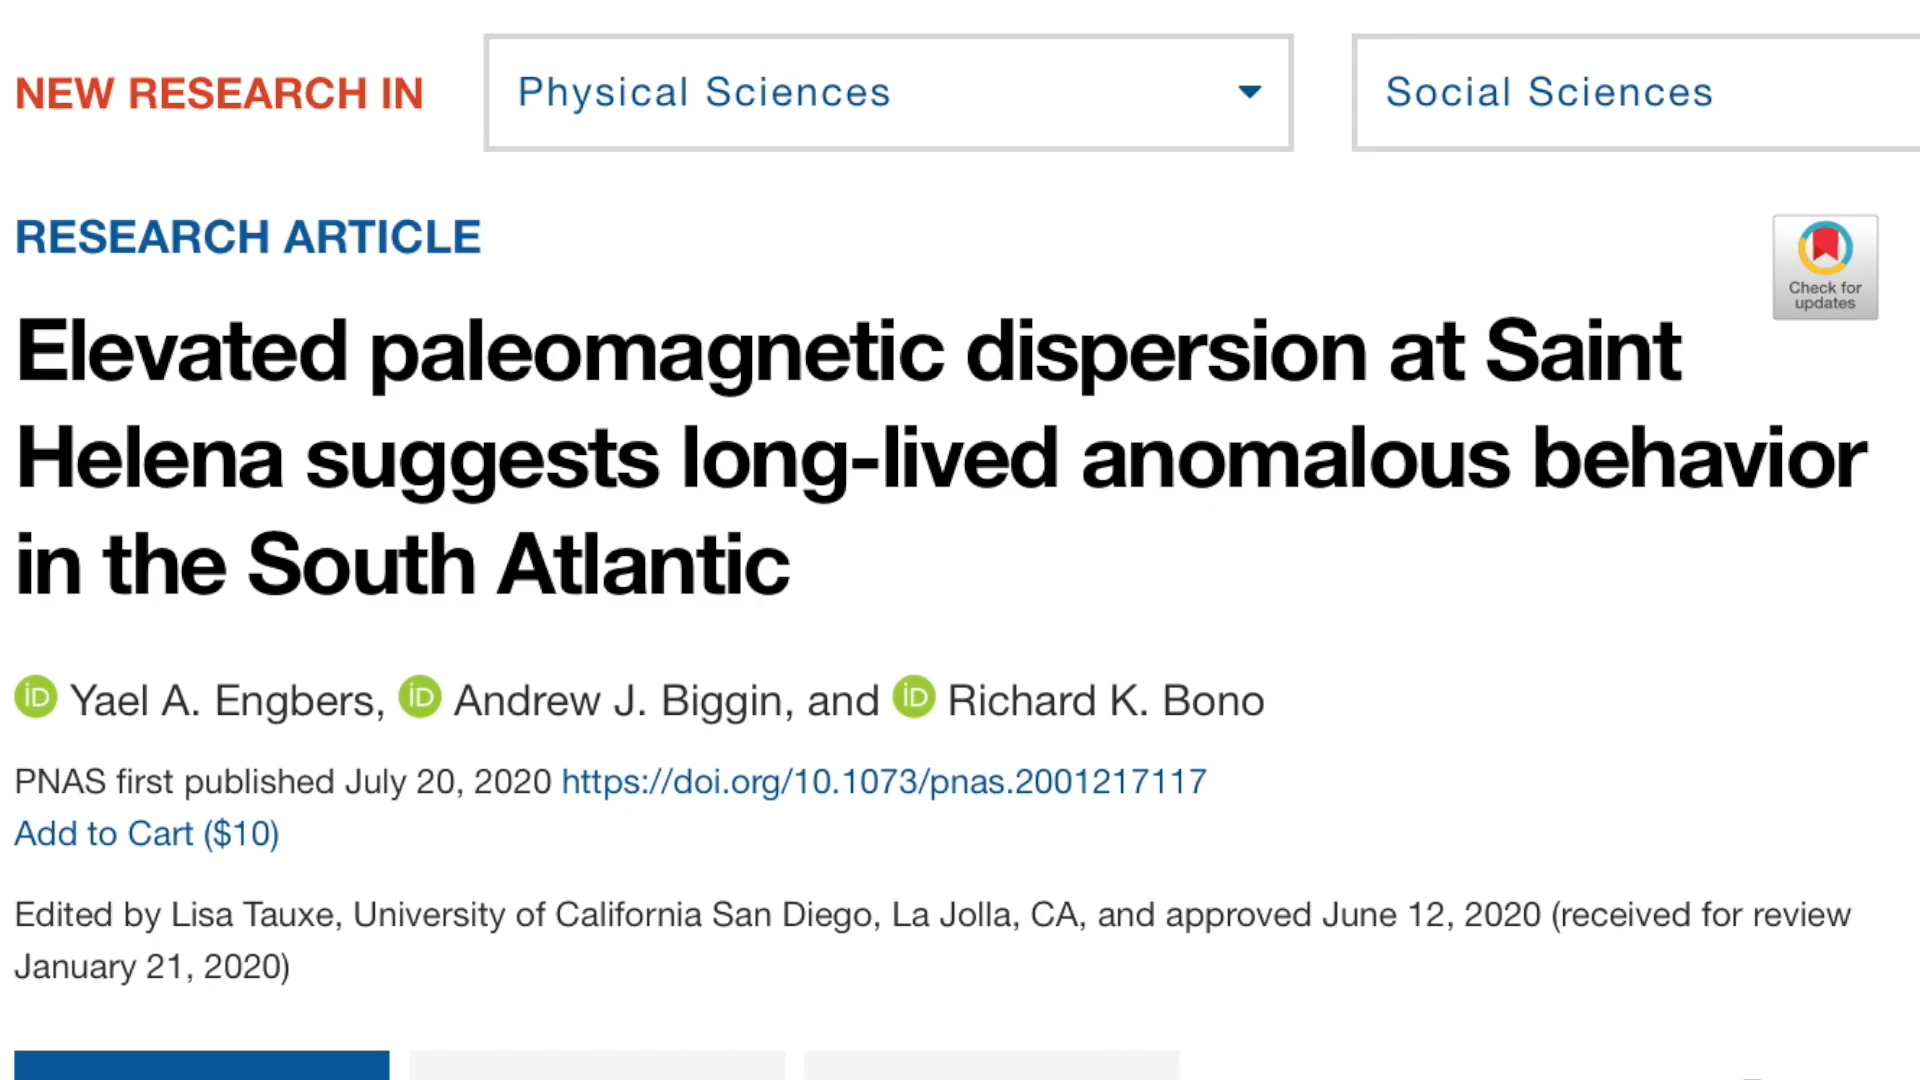 NEW RESEARCH IN
Physical Sciences
Social Sciences
RESEARCH ARTICLE
Check for
updates
Elevated paleomagnetic dispersion at Saint
Helena suggests long-lived anomalous behavior
in the South Atlantic
iD Yael A. Engbers, iD Andrew J. Biggin, and iD Richard K. Bono
PNAS first published July 20, 2020 https://doi.org/10.1073/pnas.2001217117
Add to Cart ($10)
Edited by Lisa Tauxe, University of California San Diego, La Jolla, CA, and approved June 12, 2020 (received for review
January 21, 2020)